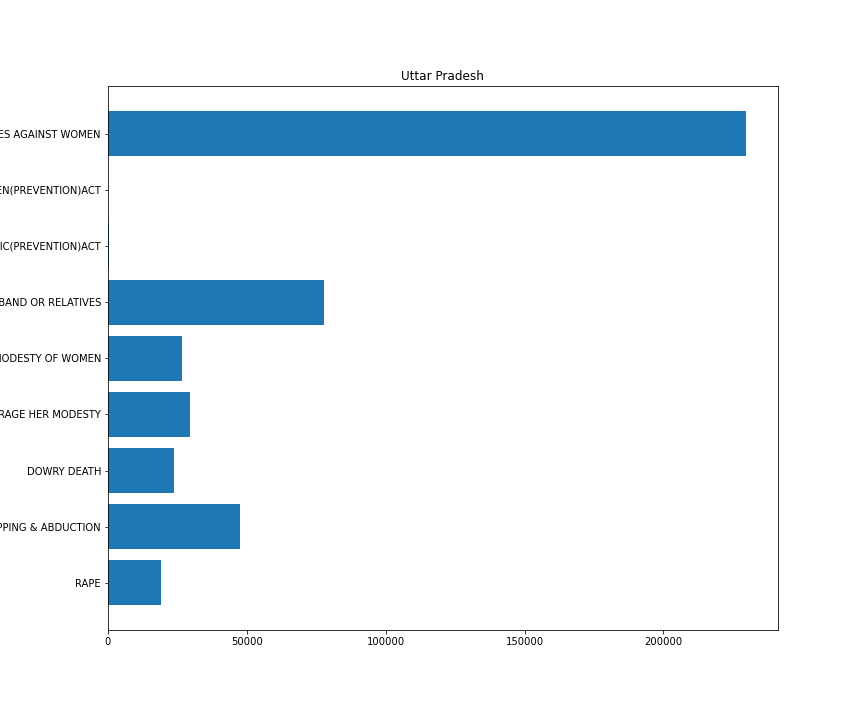 Uttar Pradesh
ES AGAINST WOMEN
EN(PREVENTION)ACT
IC(PREVENTION)ACT
BAND OR RELATIVES
MODESTY OF WOMEN
RAGE HER MODESTY
DOWRY DEATH
PPING & ABDUCTION
RAPE
0 50000 100000 150000 200000